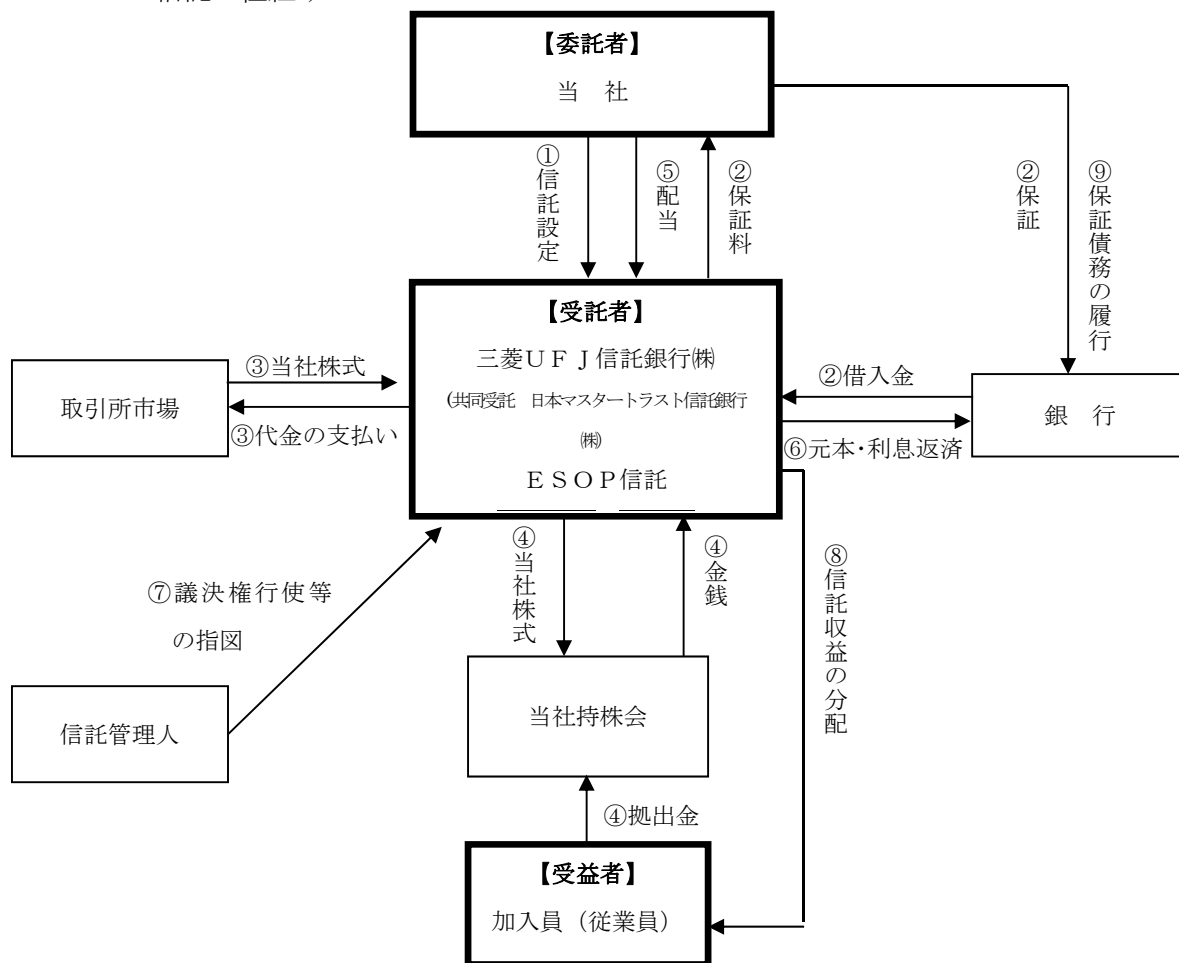 【委託者】
当　社
①信託設定
⑤配当
②保証料
②保証
⑨保証債務の履行
【受託者】
三菱ＵＦＪ信託銀行㈱
(共同受託　日本マスタートラスト信託銀行
㈱)
ＥＳＯＰ信託
③当社株式
③代金の支払い
取引所市場
②借入金
⑥元本･利息返済
銀　行
④当社株式
④金銭
⑧信託収益の分配
⑦議決権行使等
の指図
信託管理人
当社持株会
④拠出金
【受益者】
加入員（従業員）